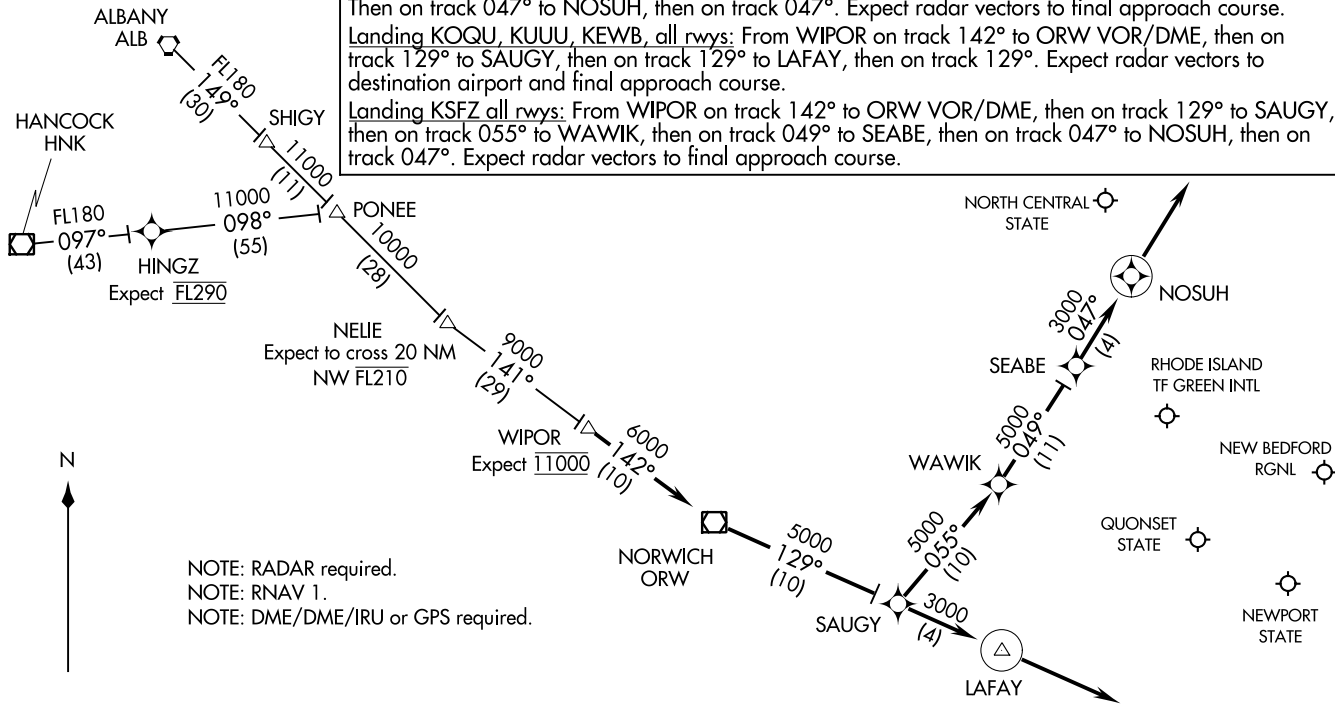 Then on track 047° to NOSUH, then on track 047°. Expect radar vectors to final approach course.
Landing KOQU, KUUU, KEWB, all rwys: From WIPOR on track 142° to ORW VOR/DME, then on
track 129° to SAUGY, then on track 129° to LAFAY, then on track 129°. Expect radar vectors to
destination airport and final approach course.
Landing KSFZ all rwys: From WIPOR on track 142° to ORW VOR/DME, then on track 129° to SAUGY,
then on track 055° to WAWIK, then on track 049° to SEABE, then on track 047° to NOSUH, then on
track 047°. Expect radar vectors to final approach course.
ALBANY
ALB
FL180
149°
(30)
SHIGY
11000
(11)
HANCOCK
HNK
FL180
097°
(43)
HINGZ
Expect FL290
11000
098°
(55)
PONEE
10000
(28)
NELIE
Expect to cross 20 NM
NW FL210
9000
141°
(29)
WIPOR
Expect 11000
6000
142°
(10)
NORWICH
ORW
5000
129°
(10)
SAUGY
3000
(4)
LAFAY
5000
055°
(10)
WAWIK
5000
049°
(11)
SEABE
3000
047°
(4)
NOSUH
NORTH CENTRAL
STATE
RHODE ISLAND
TF GREEN INTL
NEW BEDFORD
RGNL
QUONSET
STATE
NEWPORT
STATE
N
NOTE: RADAR required.
NOTE: RNAV 1.
NOTE: DME/DME/IRU or GPS required.